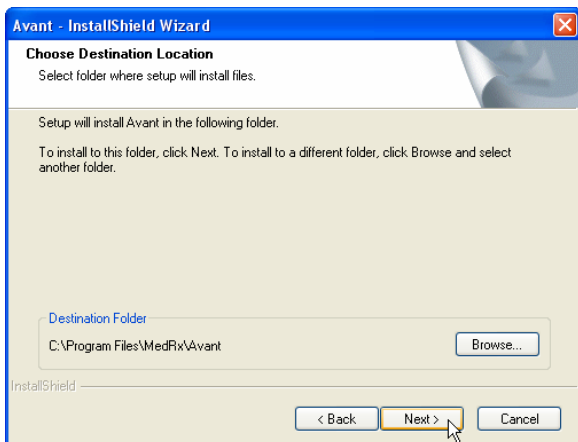 Avant - InstallShield Wizard
Choose Destination Location
Select folder where setup will install files.
Setup will install Avant in the following folder.
To install to this folder, click Next. To install to a different folder, click Browse and select
another folder.
Destination Folder
C:\Program Files\MedRx\Avant
Browse...
InstallShield
< Back
Next >
Cancel